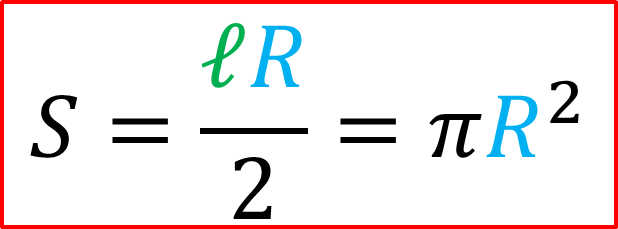 S = ℓR/2 = πR²